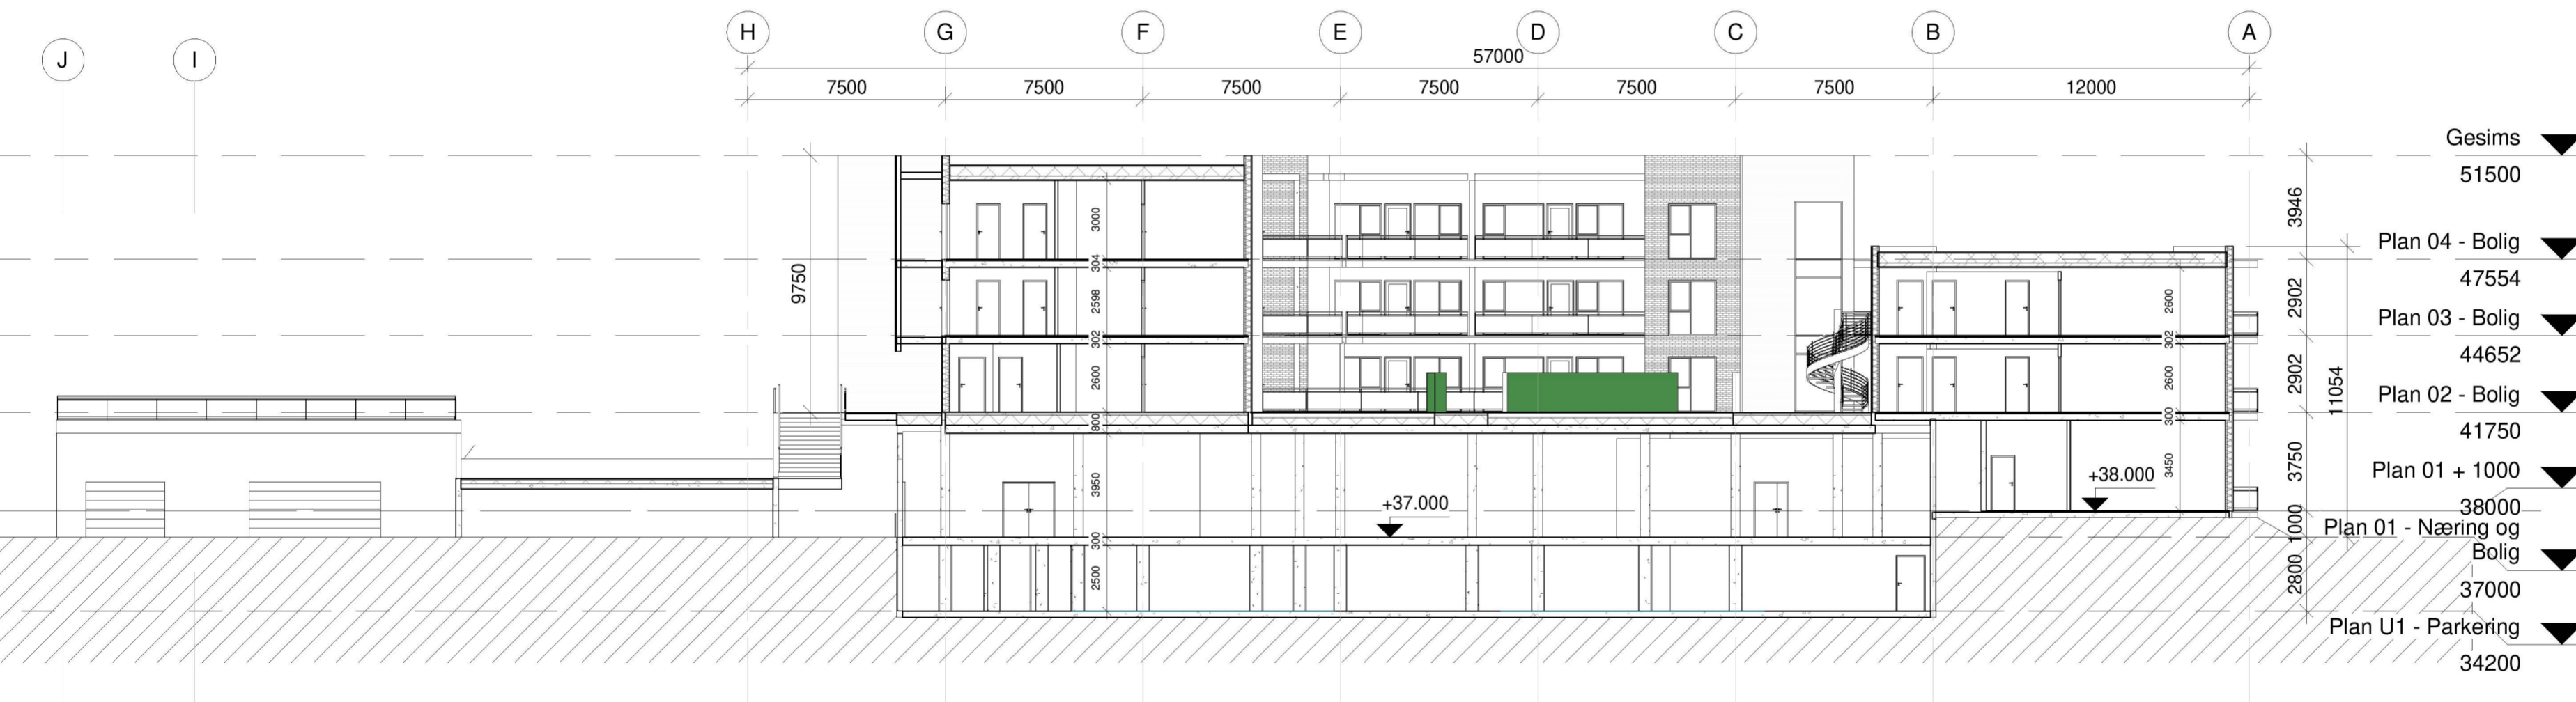 H G F E D C B A
J I
57000
7500 7500 7500 7500 7500 7500 12000
Gesims
51500
Plan 04 - Bolig
47554
Plan 03 - Bolig
44652
Plan 02 - Bolig
41750
Plan 01 + 1000
38000
Plan 01 - Næring og
Bolig
37000
Plan U1 - Parkering
34200
9750
3000
304
2598
302
2600
800
3950
300
2500
+37.000
+38.000
2600
302
2600
300
3450
3946
2902
2902
3750
1000
2800
11054